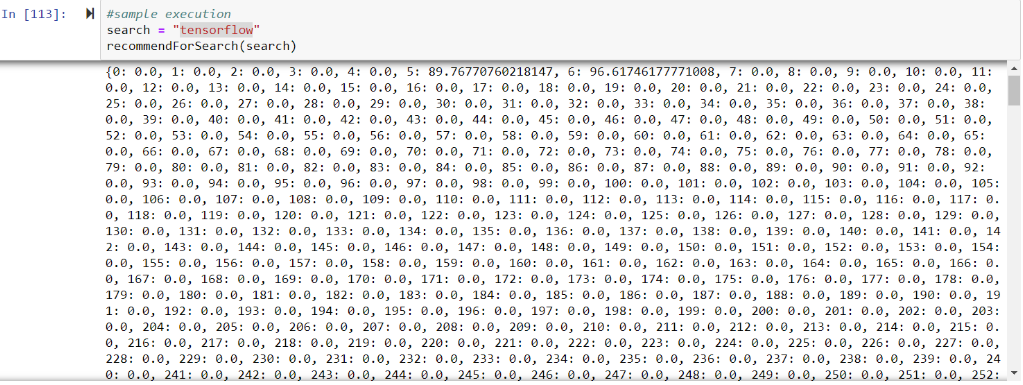 In [113]:
#sample execution
search = "tensorflow"
recommendForSearch(search)
{0: 0.0, 1: 0.0, 2: 0.0, 3: 0.0, 4: 0.0, 5: 89.76770760218147, 6: 96.61746177771008, 7: 0.0, 8: 0.0, 9: 0.0, 10: 0.0, 11:
0.0, 12: 0.0, 13: 0.0, 14: 0.0, 15: 0.0, 16: 0.0, 17: 0.0, 18: 0.0, 19: 0.0, 20: 0.0, 21: 0.0, 22: 0.0, 23: 0.0, 24: 0.0,
25: 0.0, 26: 0.0, 27: 0.0, 28: 0.0, 29: 0.0, 30: 0.0, 31: 0.0, 32: 0.0, 33: 0.0, 34: 0.0, 35: 0.0, 36: 0.0, 37: 0.0, 38:
0.0, 39: 0.0, 40: 0.0, 41: 0.0, 42: 0.0, 43: 0.0, 44: 0.0, 45: 0.0, 46: 0.0, 47: 0.0, 48: 0.0, 49: 0.0, 50: 0.0, 51: 0.0,
52: 0.0, 53: 0.0, 54: 0.0, 55: 0.0, 56: 0.0, 57: 0.0, 58: 0.0, 59: 0.0, 60: 0.0, 61: 0.0, 62: 0.0, 63: 0.0, 64: 0.0, 65:
0.0, 66: 0.0, 67: 0.0, 68: 0.0, 69: 0.0, 70: 0.0, 71: 0.0, 72: 0.0, 73: 0.0, 74: 0.0, 75: 0.0, 76: 0.0, 77: 0.0, 78: 0.0,
79: 0.0, 80: 0.0, 81: 0.0, 82: 0.0, 83: 0.0, 84: 0.0, 85: 0.0, 86: 0.0, 87: 0.0, 88: 0.0, 89: 0.0, 90: 0.0, 91: 0.0, 92:
0.0, 93: 0.0, 94: 0.0, 95: 0.0, 96: 0.0, 97: 0.0, 98: 0.0, 99: 0.0, 100: 0.0, 101: 0.0, 102: 0.0, 103: 0.0, 104: 0.0, 105:
0.0, 106: 0.0, 107: 0.0, 108: 0.0, 109: 0.0, 110: 0.0, 111: 0.0, 112: 0.0, 113: 0.0, 114: 0.0, 115: 0.0, 116: 0.0, 117: 0.
0, 118: 0.0, 119: 0.0, 120: 0.0, 121: 0.0, 122: 0.0, 123: 0.0, 124: 0.0, 125: 0.0, 126: 0.0, 127: 0.0, 128: 0.0, 129: 0.0,
130: 0.0, 131: 0.0, 132: 0.0, 133: 0.0, 134: 0.0, 135: 0.0, 136: 0.0, 137: 0.0, 138: 0.0, 139: 0.0, 140: 0.0, 141: 0.0, 14
2: 0.0, 143: 0.0, 144: 0.0, 145: 0.0, 146: 0.0, 147: 0.0, 148: 0.0, 149: 0.0, 150: 0.0, 151: 0.0, 152: 0.0, 153: 0.0, 154:
0.0, 155: 0.0, 156: 0.0, 157: 0.0, 158: 0.0, 159: 0.0, 160: 0.0, 161: 0.0, 162: 0.0, 163: 0.0, 164: 0.0, 165: 0.0, 166: 0.
0, 167: 0.0, 168: 0.0, 169: 0.0, 170: 0.0, 171: 0.0, 172: 0.0, 173: 0.0, 174: 0.0, 175: 0.0, 176: 0.0, 177: 0.0, 178: 0.0,
179: 0.0, 180: 0.0, 181: 0.0, 182: 0.0, 183: 0.0, 184: 0.0, 185: 0.0, 186: 0.0, 187: 0.0, 188: 0.0, 189: 0.0, 190: 0.0, 19
1: 0.0, 192: 0.0, 193: 0.0, 194: 0.0, 195: 0.0, 196: 0.0, 197: 0.0, 198: 0.0, 199: 0.0, 200: 0.0, 201: 0.0, 202: 0.0, 203:
0.0, 204: 0.0, 205: 0.0, 206: 0.0, 207: 0.0, 208: 0.0, 209: 0.0, 210: 0.0, 211: 0.0, 212: 0.0, 213: 0.0, 214: 0.0, 215: 0.
0, 216: 0.0, 217: 0.0, 218: 0.0, 219: 0.0, 220: 0.0, 221: 0.0, 222: 0.0, 223: 0.0, 224: 0.0, 225: 0.0, 226: 0.0, 227: 0.0,
228: 0.0, 229: 0.0, 230: 0.0, 231: 0.0, 232: 0.0, 233: 0.0, 234: 0.0, 235: 0.0, 236: 0.0, 237: 0.0, 238: 0.0, 239: 0.0, 24
0: 0.0, 241: 0.0, 242: 0.0, 243: 0.0, 244: 0.0, 245: 0.0, 246: 0.0, 247: 0.0, 248: 0.0, 249: 0.0, 250: 0.0, 251: 0.0, 252: